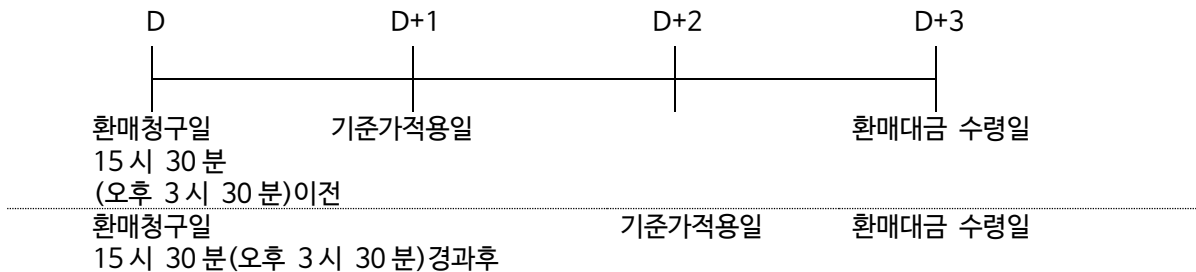 D D+1 D+2 D+3
환매청구일 기준가적용일 환매대금 수령일
15 시 30 분
(오후 3 시 30 분)이전
환매청구일 기준가적용일 환매대금 수령일
15 시 30 분(오후 3 시 30 분)경과후